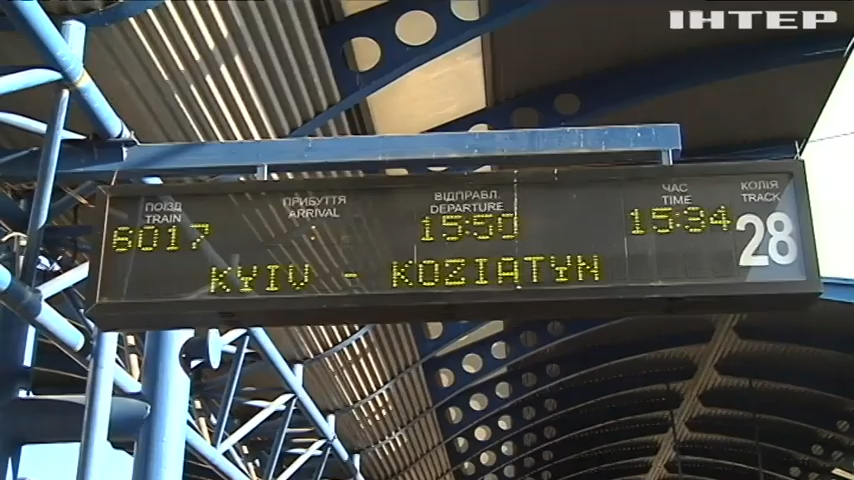 ІНТЕР
ПОЇЗД ПРИБУТТЯ ВІДПРАВЛ. ЧАС КОЛІЯ
TRAIN ARRIVAL DEPARTURE TIME TRACK
6017 15:50 15:34 28
KYIV - KOZIATYN